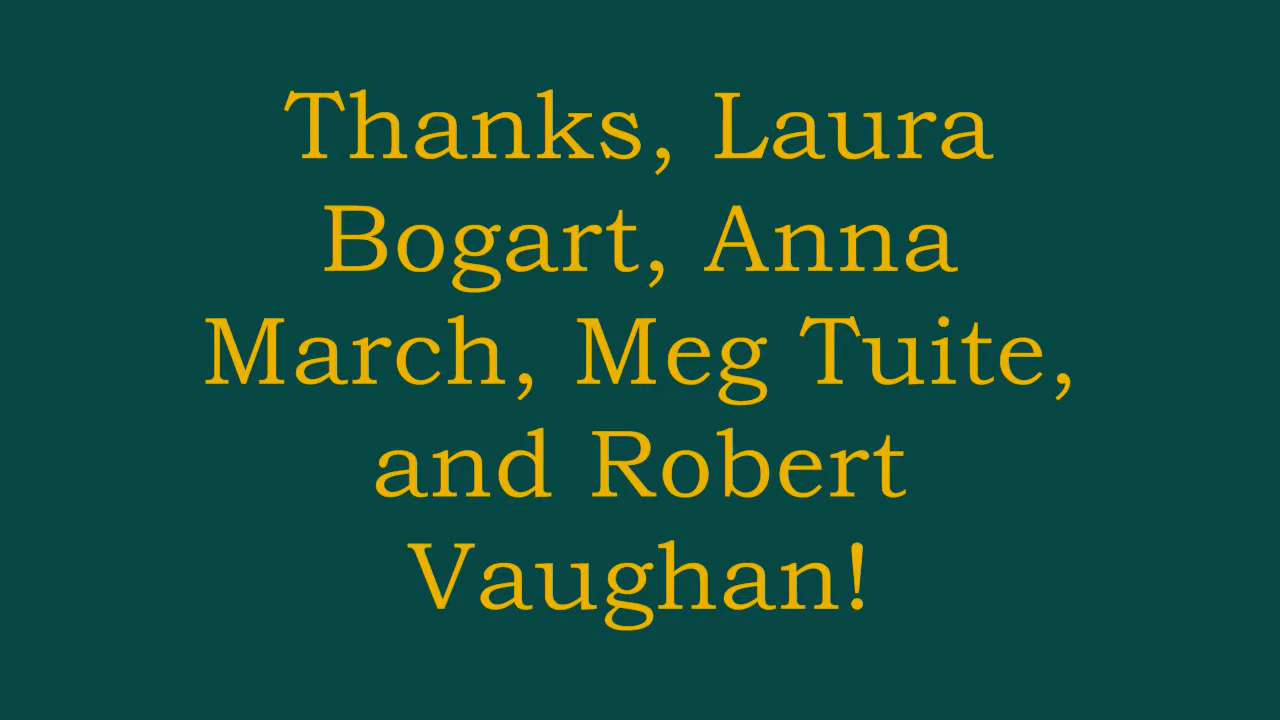 Thanks, Laura
Bogart, Anna
March, Meg Tuite,
and Robert
Vaughan!